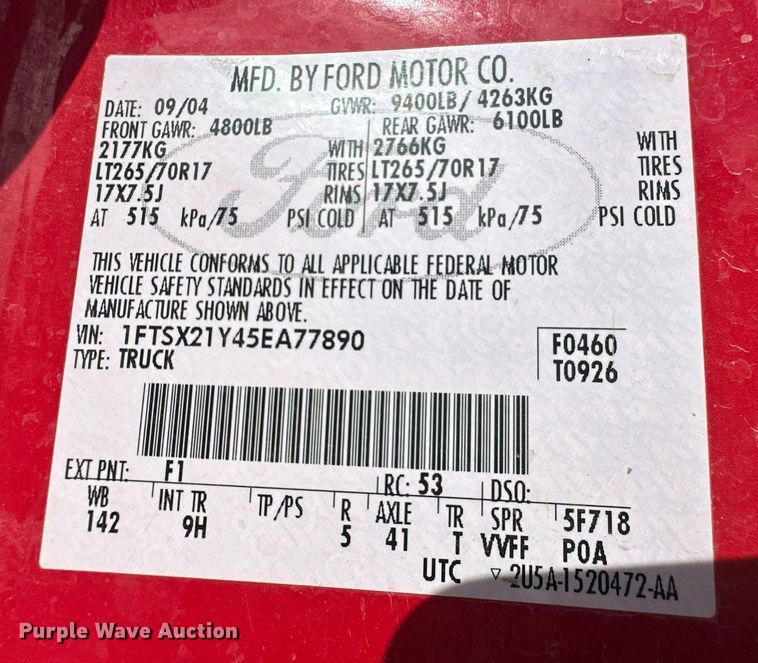 MFD. BY FORD MOTOR CO.
DATE: 09/04 GVWR: 9400LB/ 4263KG
FRONT GAWR: 4800LB REAR GAWR: 6100LB
2177KG WITH 2766KG WITH
LT265/70R17 TIRES LT265/70R17 TIRES
17X7.5J RIMS 17X7.5J RIMS
AT 515 kPa/75 PSI COLD AT 515 kPa/75 PSI COLD
Ford
THIS VEHICLE CONFORMS TO ALL APPLICABLE FEDERAL MOTOR
VEHICLE SAFETY STANDARDS IN EFFECT ON THE DATE OF
MANUFACTURE SHOWN ABOVE.
VIN: 1FTSX21Y45EA77890 F0460
TYPE: TRUCK T0926
EXT PNT: F1 RC: 53 DSO:
WB INT TR TP/PS R AXLE TR SPR 5F718
142 9H 5 41 T VVFF POA
UTC ▽ 2U5A-1520472-AA
Purple Wave Auction